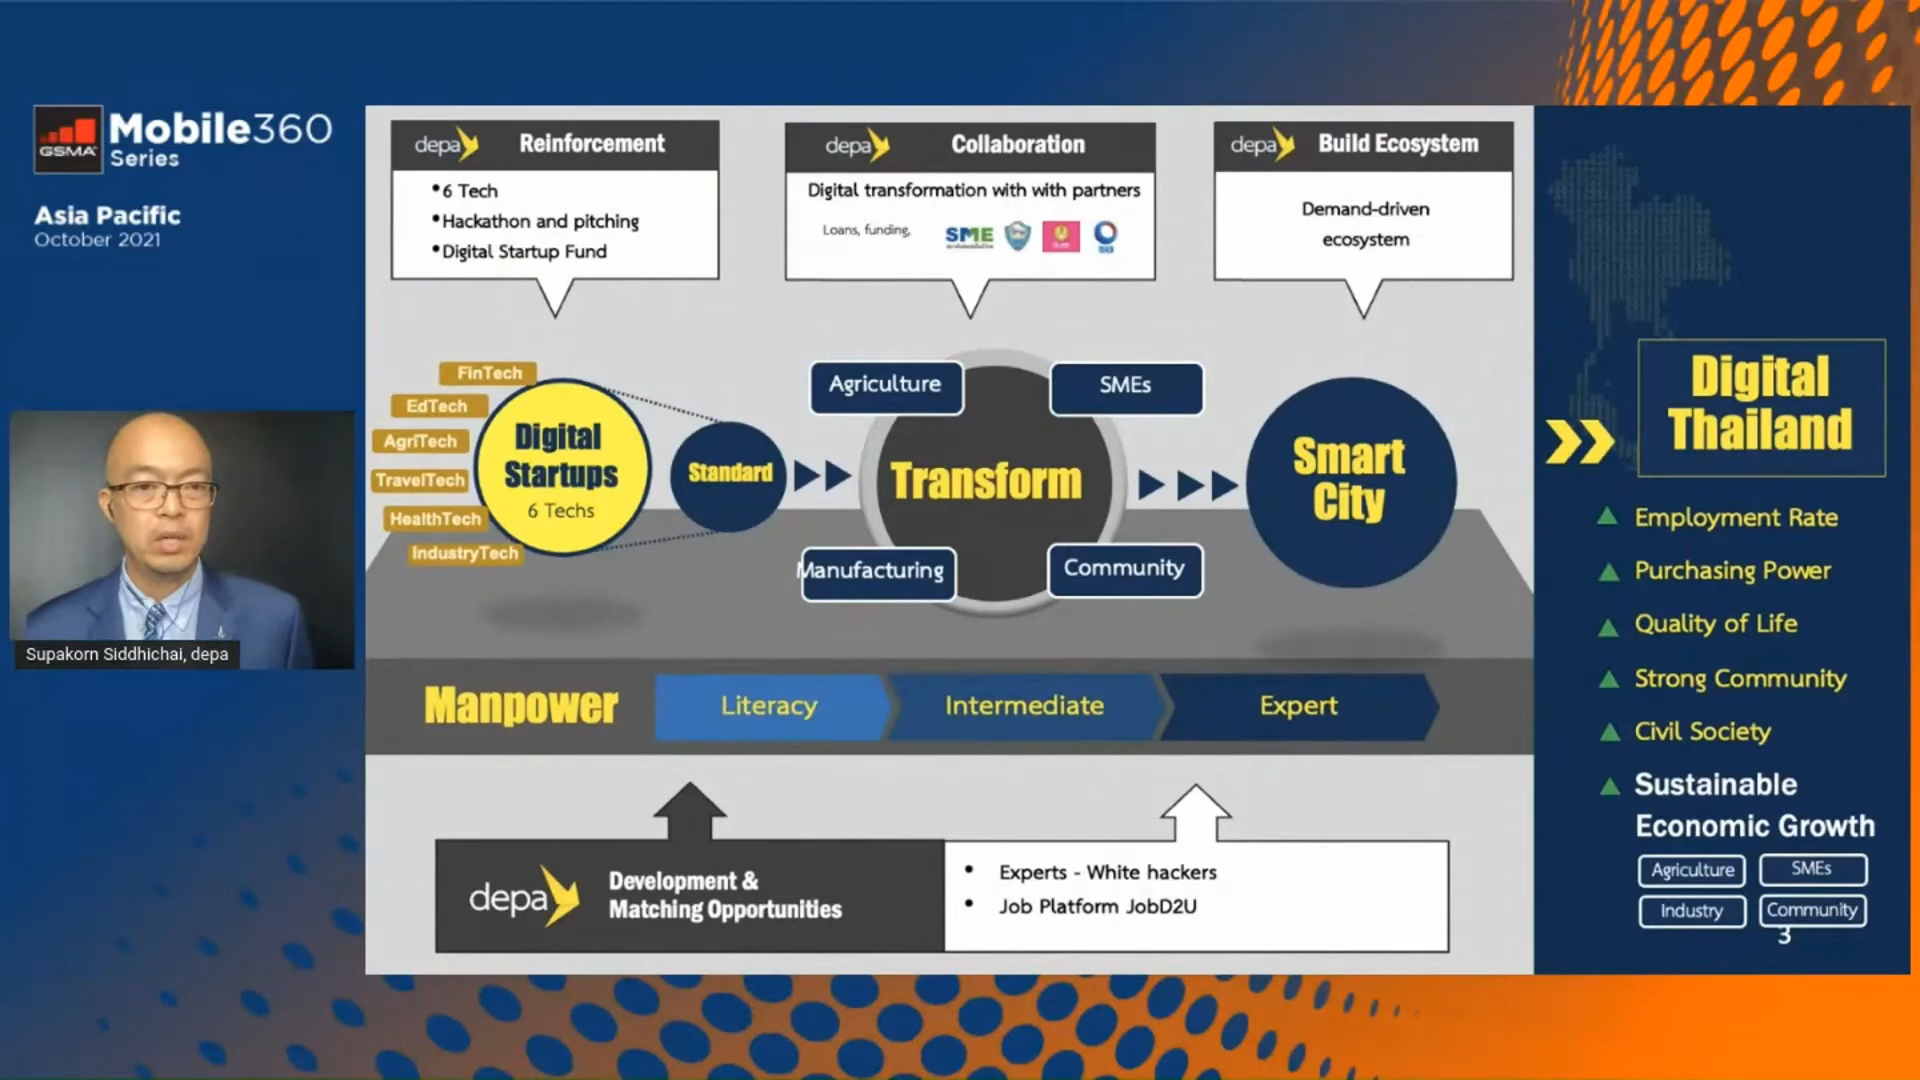 GSMA
Mobile360
Series
Asia Pacific
October 2021
Supakorn Siddhichai, depa
depa
Reinforcement
•6 Tech
•Hackathon and pitching
•Digital Startup Fund
depa
Collaboration
Digital transformation with with partners
Loans, funding,
SME
depa
Build Ecosystem
Demand-driven
ecosystem
FinTech
EdTech
AgriTech
TravelTech
HealthTech
IndustryTech
Digital
Startups
6 Techs
Standard
Agriculture
SMEs
Transform
Manufacturing
Community
Smart
City
Manpower
Literacy
Intermediate
Expert
depa
Development &
Matching Opportunities
• Experts - White hackers
• Job Platform JobD2U
Digital
Thailand
Employment Rate
Purchasing Power
Quality of Life
Strong Community
Civil Society
Sustainable
Economic Growth
Agriculture
SMEs
Industry
Community
3